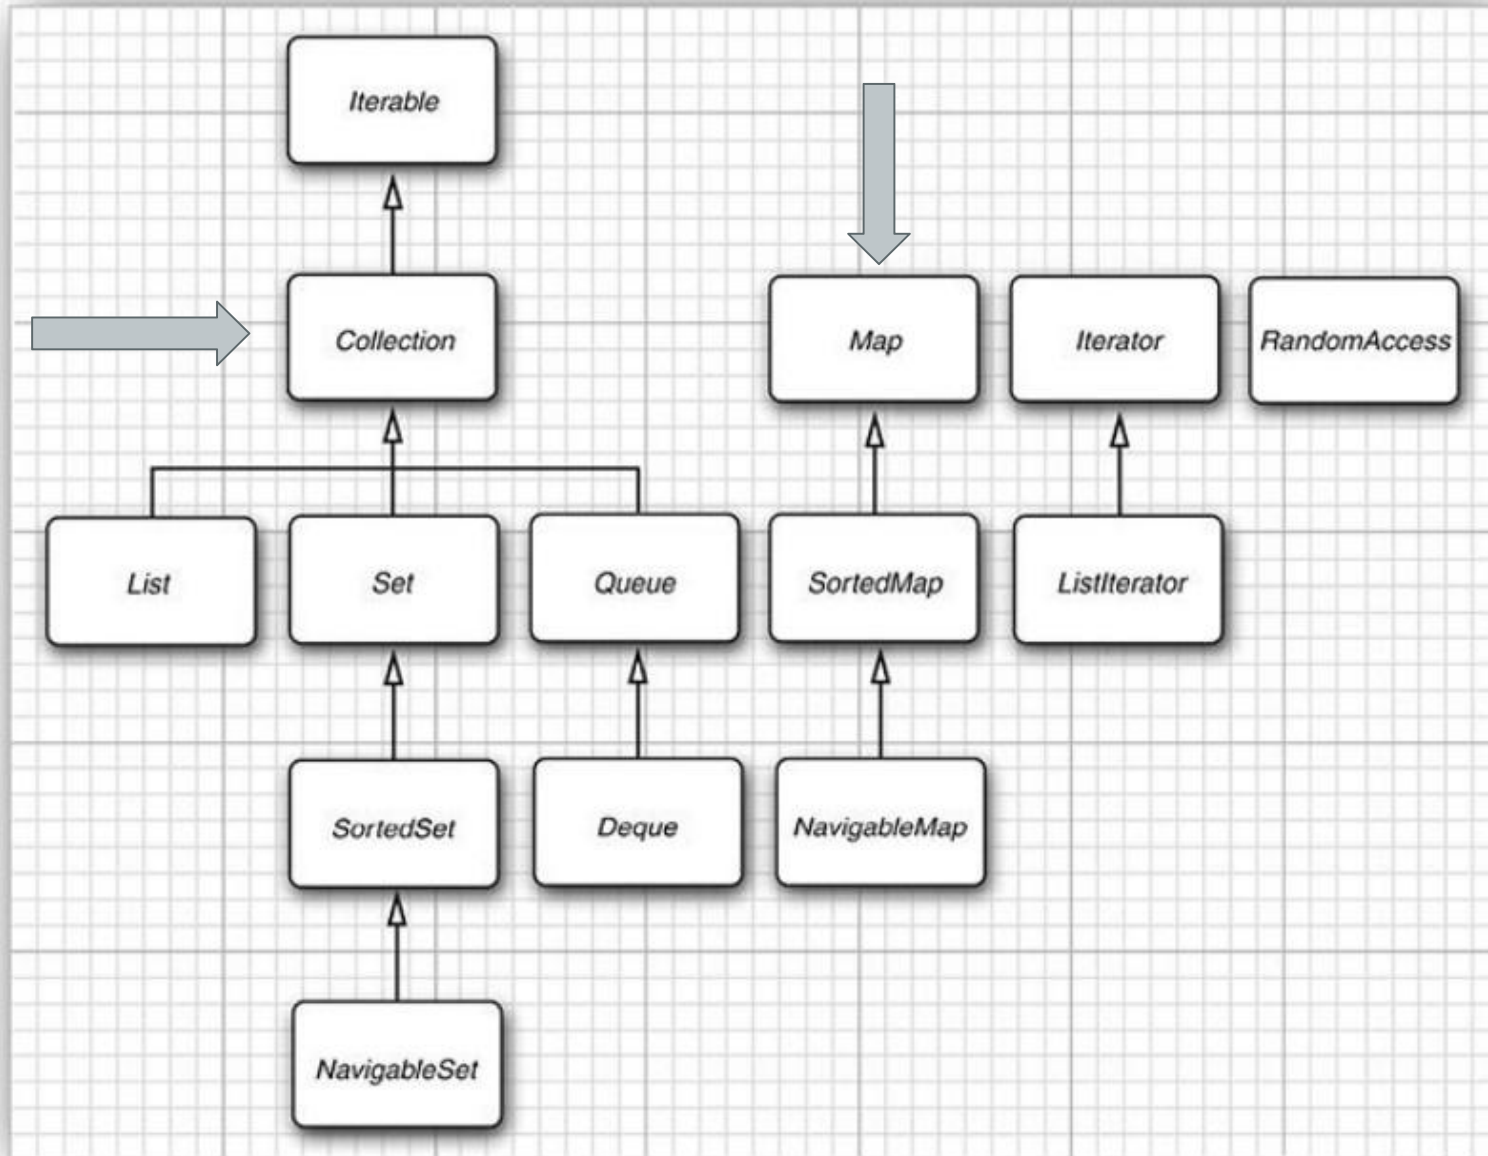 Iterable
Collection
Map
Iterator
RandomAccess
List
Set
Queue
SortedMap
ListIterator
SortedSet
Deque
NavigableMap
NavigableSet